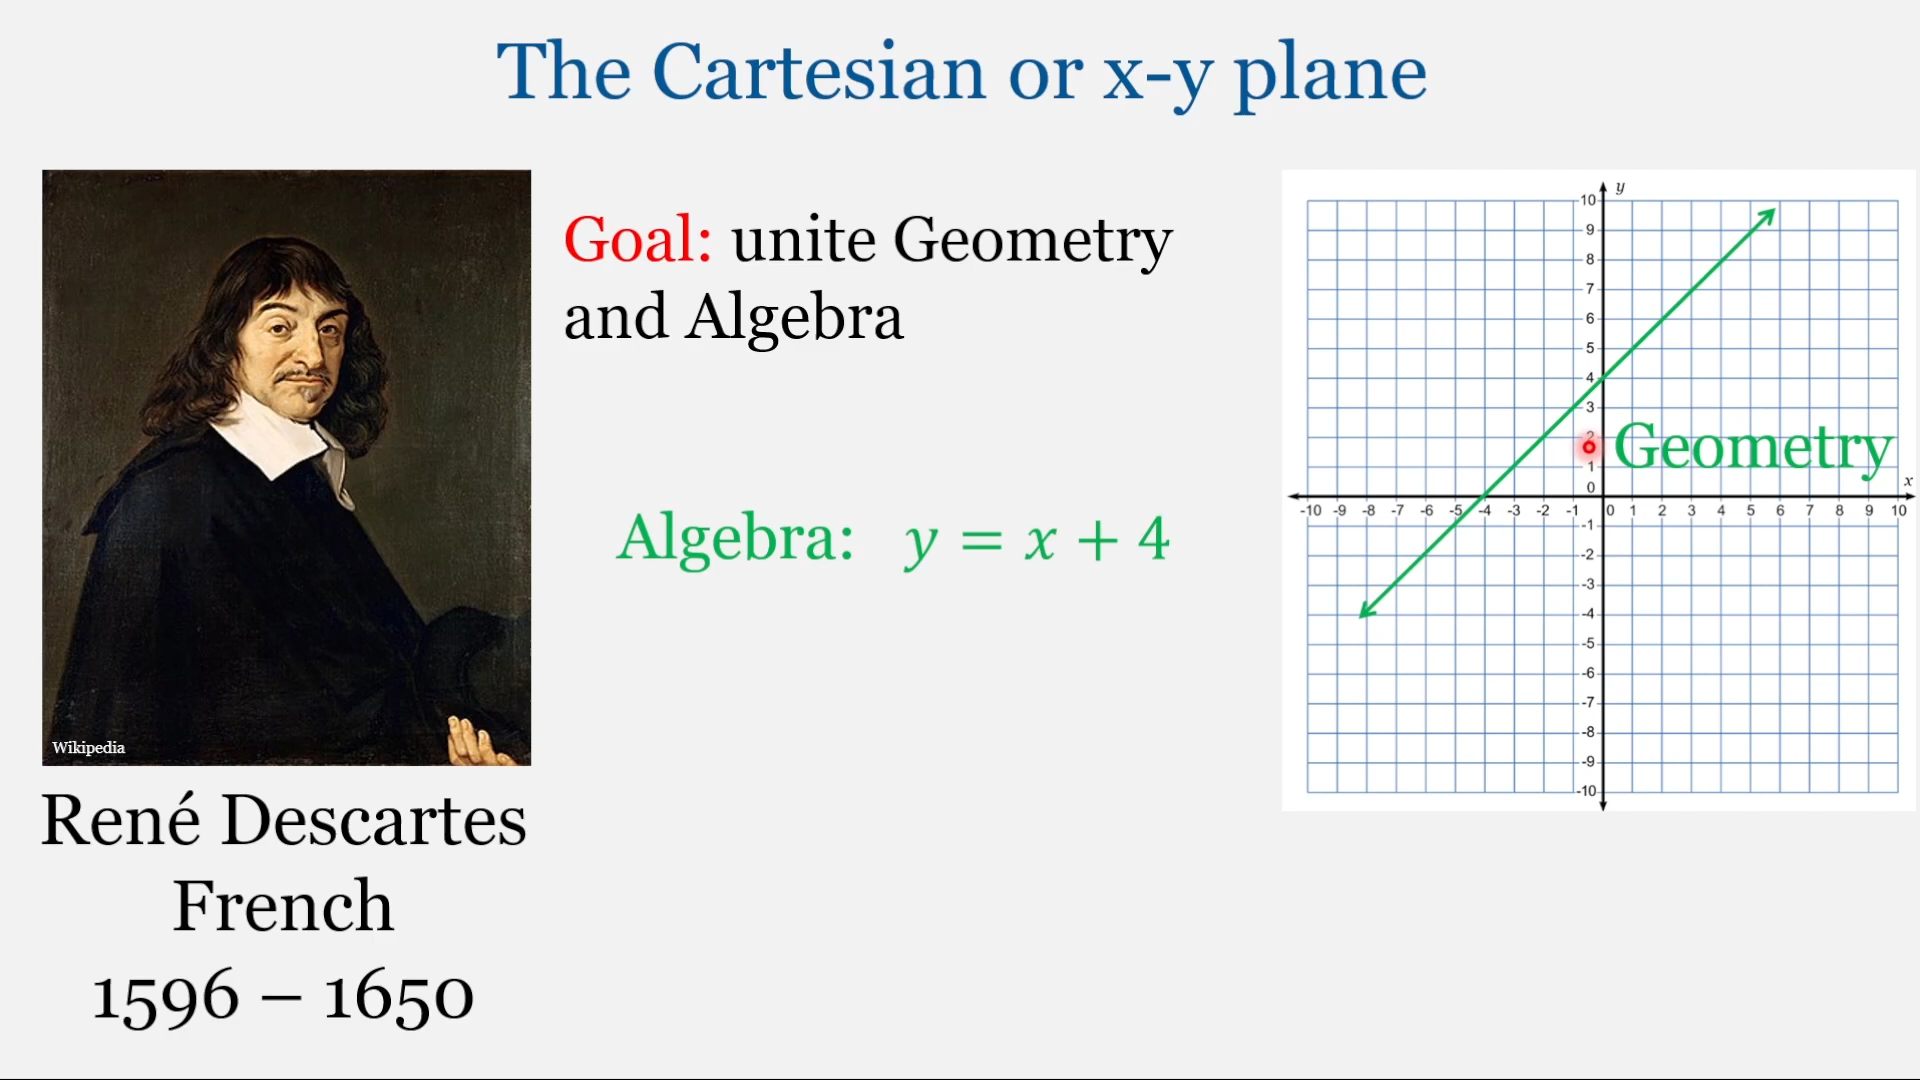 The Cartesian or x-y plane
Goal: unite Geometry
and Algebra
Algebra: y = x + 4
Wikipedia
René Descartes
French
1596 – 1650
y
10
9
8
7
6
5
4
3
2
Geometry
1
0
x
-10 -9 -8 -7 -6 -5 -4 -3 -2 -1 0 1 2 3 4 5 6 7 8 9 10
-1
-2
-3
-4
-5
-6
-7
-8
-9
-10